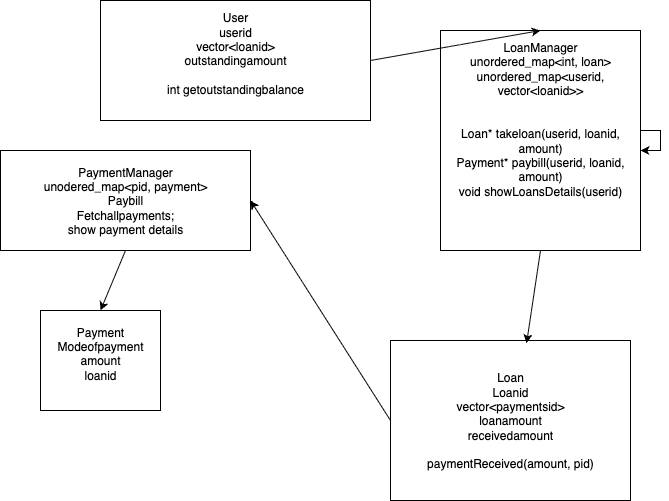 User
userid
vector<loanid>
outstandingamount
int getoutstandingbalance
LoanManager
unordered_map<int, loan>
unordered_map<userid,
vector<loanid>>
Loan* takeloan(userid, loanid,
amount)
Payment* paybill(userid, loanid,
amount)
void showLoansDetails(userid)
PaymentManager
unodered_map<pid, payment>
Paybill
Fetchallpayments;
show payment details
Payment
Modeofpayment
amount
loanid
Loan
Loanid
vector<paymentsid>
loanamount
receivedamount
paymentReceived(amount, pid)